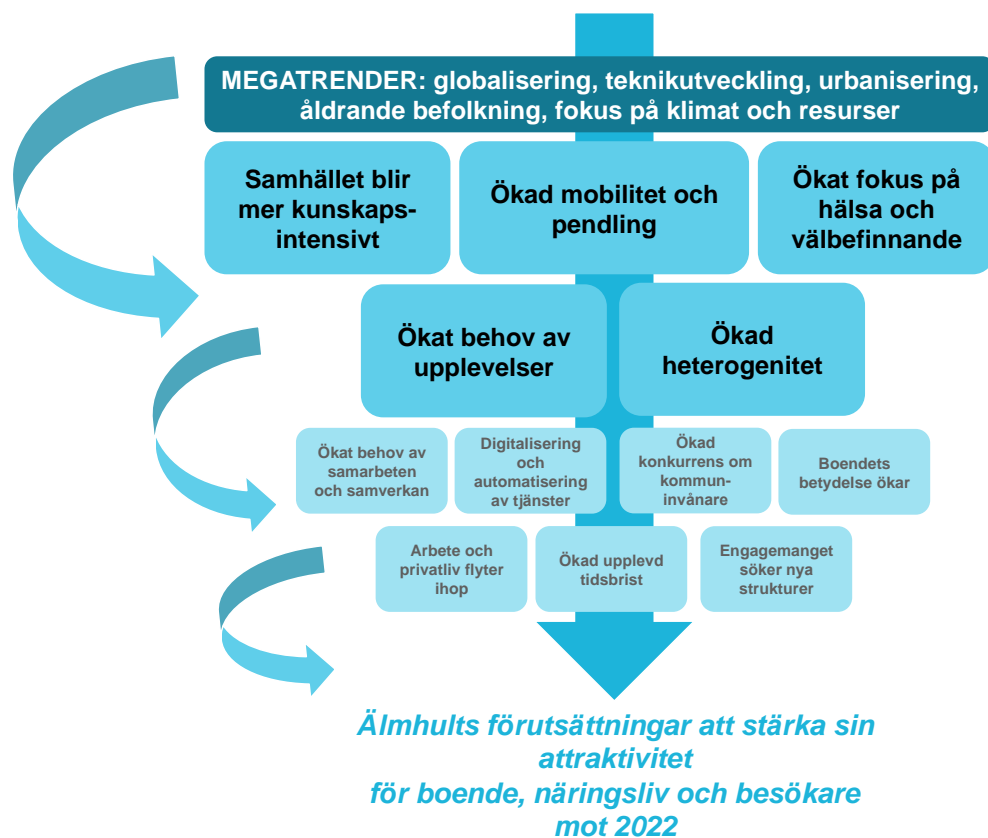 MEGATRENDER: globalisering, teknikutveckling, urbanisering,
åldrande befolkning, fokus på klimat och resurser
Samhället blir
mer kunskaps-
intensivt
Ökad mobilitet och
pendling
Ökat fokus på
hälsa och
välbefinnande
Ökat behov av
upplevelser
Ökad
heterogenitet
Ökat behov av
samarbeten
och samverkan
Digitalisering
och
automatisering
av tjänster
Ökad
konkurrens om
kommun-
invånare
Boendets
betydelse ökar
Arbete och
privatliv flyter
ihop
Ökad upplevd
tidsbrist
Engagemanget
söker nya
strukturer
Älmhults förutsättningar att stärka sin
attraktivitet
för boende, näringsliv och besökare
mot 2022